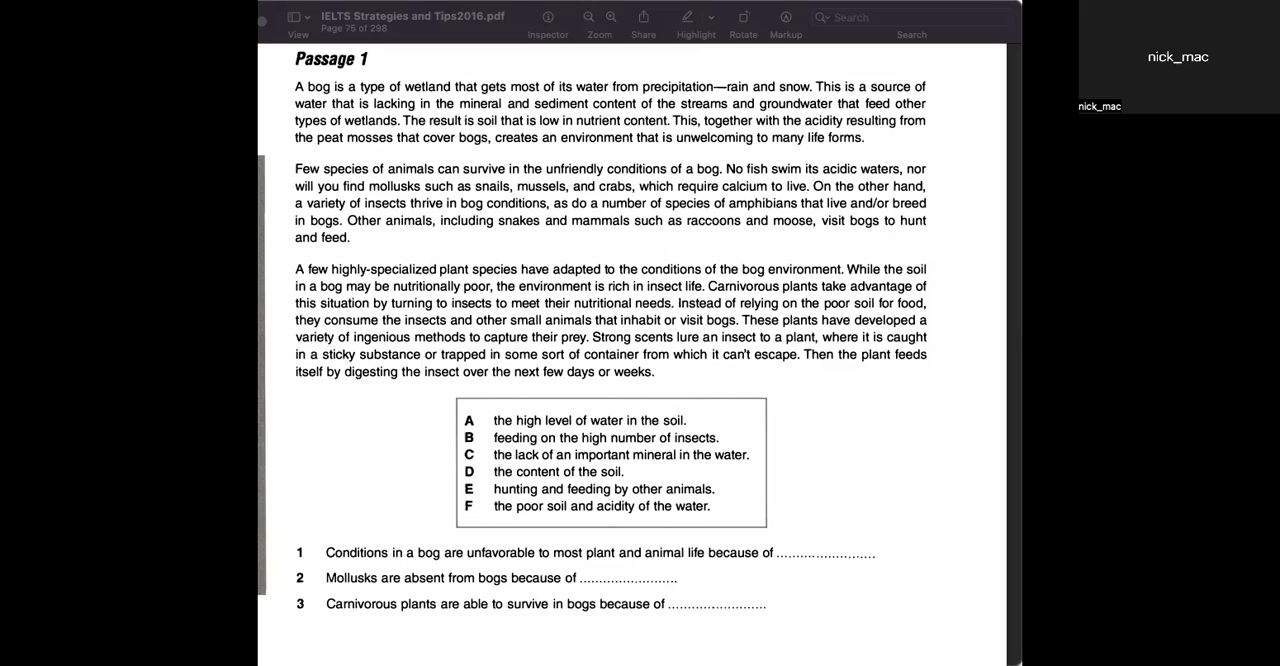 IELTS Strategies and Tips2016.pdf
Page 75 of 298
View
Inspector
Zoom
Share
Highlight
Rotate
Markup
Search
Search
nick_mac
nick_mac
Passage 1
A bog is a type of wetland that gets most of its water from precipitation—rain and snow. This is a source of
water that is lacking in the mineral and sediment content of the streams and groundwater that feed other
types of wetlands. The result is soil that is low in nutrient content. This, together with the acidity resulting from
the peat mosses that cover bogs, creates an environment that is unwelcoming to many life forms.
Few species of animals can survive in the unfriendly conditions of a bog. No fish swim its acidic waters, nor
will you find mollusks such as snails, mussels, and crabs, which require calcium to live. On the other hand,
a variety of insects thrive in bog conditions, as do a number of species of amphibians that live and/or breed
in bogs. Other animals, including snakes and mammals such as raccoons and moose, visit bogs to hunt
and feed.
A few highly-specialized plant species have adapted to the conditions of the bog environment. While the soil
in a bog may be nutritionally poor, the environment is rich in insect life. Carnivorous plants take advantage of
this situation by turning to insects to meet their nutritional needs. Instead of relying on the poor soil for food,
they consume the insects and other small animals that inhabit or visit bogs. These plants have developed a
variety of ingenious methods to capture their prey. Strong scents lure an insect to a plant, where it is caught
in a sticky substance or trapped in some sort of container from which it can't escape. Then the plant feeds
itself by digesting the insect over the next few days or weeks.
A the high level of water in the soil.
B feeding on the high number of insects.
C the lack of an important mineral in the water.
D the content of the soil.
E hunting and feeding by other animals.
F the poor soil and acidity of the water.
1 Conditions in a bog are unfavorable to most plant and animal life because of ........................
2 Mollusks are absent from bogs because of ........................
3 Carnivorous plants are able to survive in bogs because of ........................